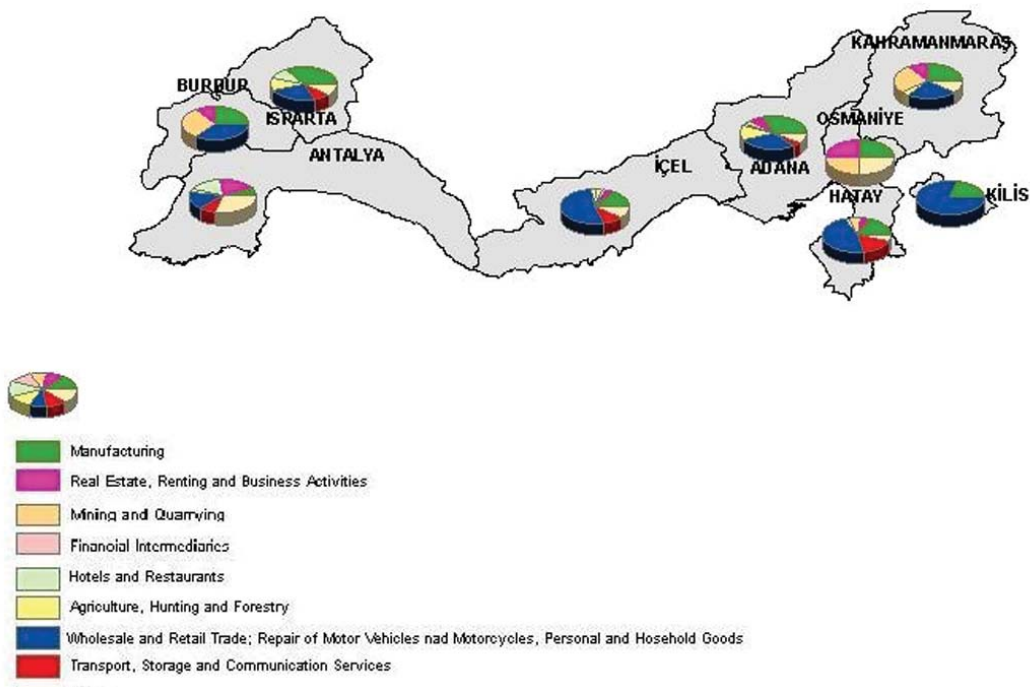 KAHRAMANMARAŞ
BURDUR
ISPARTA
OSMANİYE
ANTALYA
İÇEL
ADANA
HATAY
KİLİS
Manufacturing
Real Estate, Renting and Business Activities
Mining and Quarrying
Financial Intermediaries
Hotels and Restaurants
Agriculture, Hunting and Forestry
Wholesale and Retail Trade; Repair of Motor Vehicles nad Motorcycles, Personal and Hosehold Goods
Transport, Storage and Communication Services